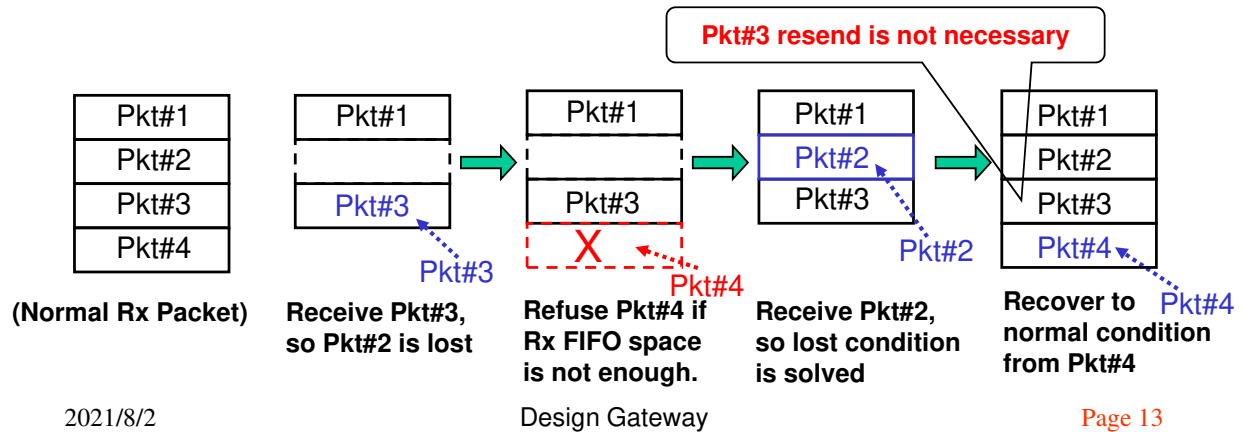 Pkt#3 resend is not necessary
Pkt#1
Pkt#2
Pkt#3
Pkt#4
(Normal Rx Packet)
Pkt#1
Pkt#3
Pkt#3
Receive Pkt#3,
so Pkt#2 is lost
Pkt#1
Pkt#3
X
Pkt#4
Refuse Pkt#4 if
Rx FIFO space
is not enough.
Pkt#1
Pkt#2
Pkt#3
Pkt#2
Receive Pkt#2,
so lost condition
is solved
Pkt#1
Pkt#2
Pkt#3
Pkt#4
Pkt#4
Recover to
normal condition
from Pkt#4
2021/8/2
Design Gateway
Page 13